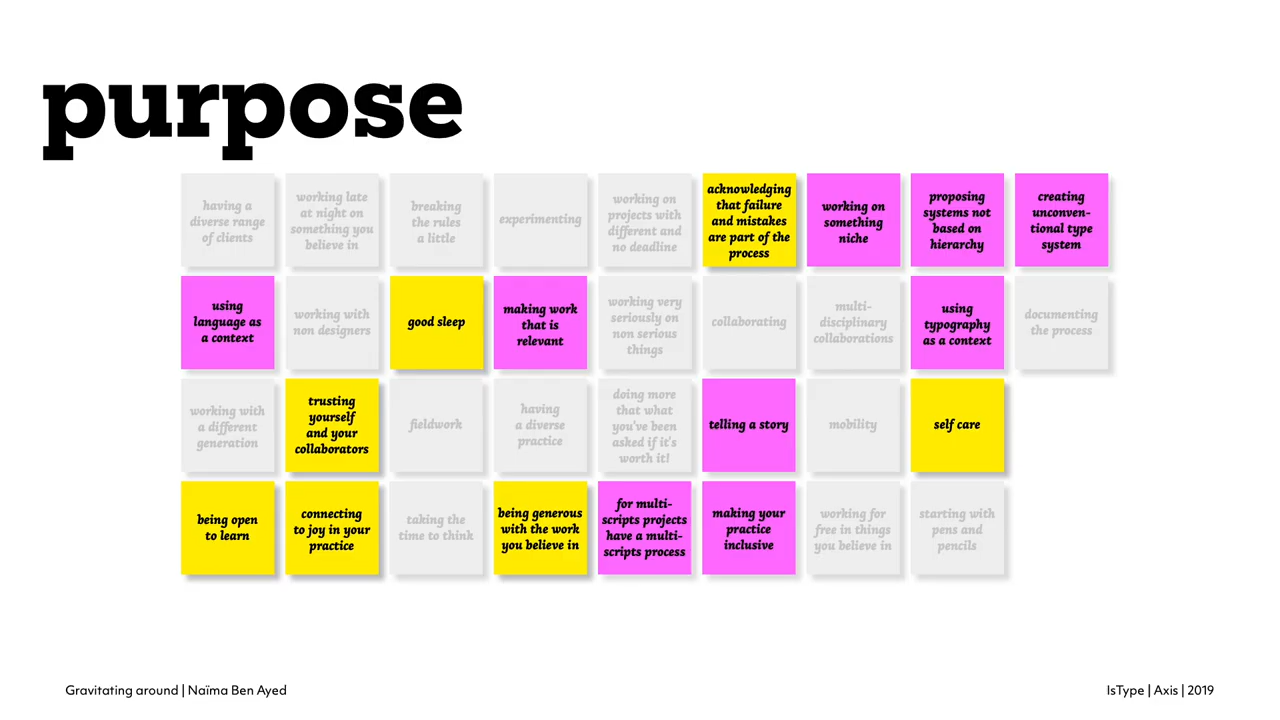 purpose
having a
diverse range
of clients
working late
at night on
something you
believe in
breaking
the rules
a little
experimenting
working on
projects with
different and
no deadline
acknowledging
that failure
and mistakes
are part of the
process
working on
something
niche
proposing
systems not
based on
hierarchy
creating
unconven-
tional type
system
using
language as
a context
working with
non designers
good sleep
making work
that is
relevant
working very
seriously on
non serious
things
collaborating
multi-
disciplinary
collaborations
using
typography
as a context
documenting
the process
working with
a different
generation
trusting
yourself
and your
collaborators
fieldwork
having
a diverse
practice
doing more
that what
you've been
asked if it's
worth it!
telling a story
mobility
self care
being open
to learn
connecting
to joy in your
practice
taking the
time to think
being generous
with the work
you believe in
for multi-
scripts projects
have a multi-
scripts process
making your
practice
inclusive
working for
free in things
you believe in
starting with
pens and
pencils
Gravitating around | Naïma Ben Ayed
IsType | Axis | 2019